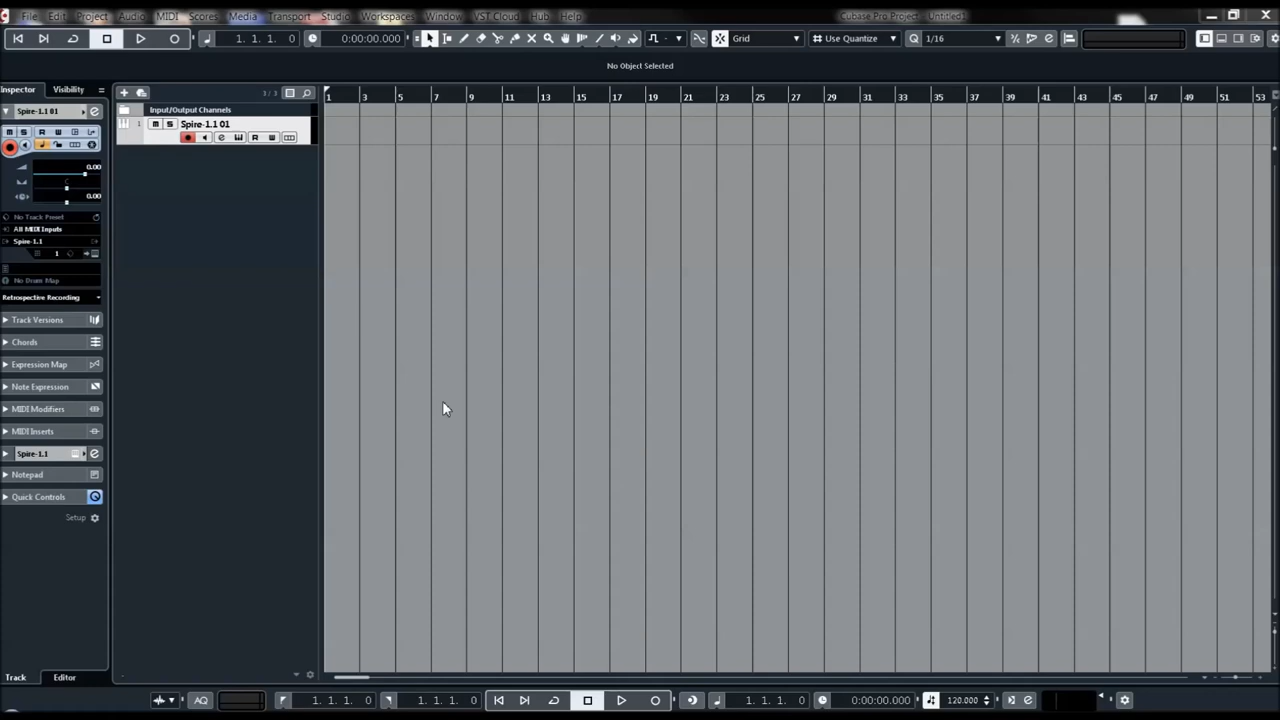 File Edit Project Audio MIDI Scores Media Transport Studio Workspaces Window VST Cloud Hub Help Cubase Pro Project Untitled1
1. 1. 1. 0 0:00:00.000 Grid Use Quantize Q 1/16
No Object Selected
Inspector Visibility
3 / 3
1 3 5 7 9 11 13 15 17 19 21 23 25 27 29 31 33 35 37 39 41 43 45 47 49 51 53
Spire-1.1 01
Input/Output Channels
1 m S Spire-1.1 01
R W
m S R W
0.00
C
0.00
No Track Preset
All MIDI Inputs
Spire-1.1
1
No Drum Map
Retrospective Recording
Track Versions
Chords
Expression Map
Note Expression
MIDI Modifiers
MIDI Inserts
Spire-1.1
Notepad
Quick Controls
Setup
Track Editor
AQ 1. 1. 1. 0 1. 1. 1. 0 1. 1. 1. 0 0:00:00.000 120.000